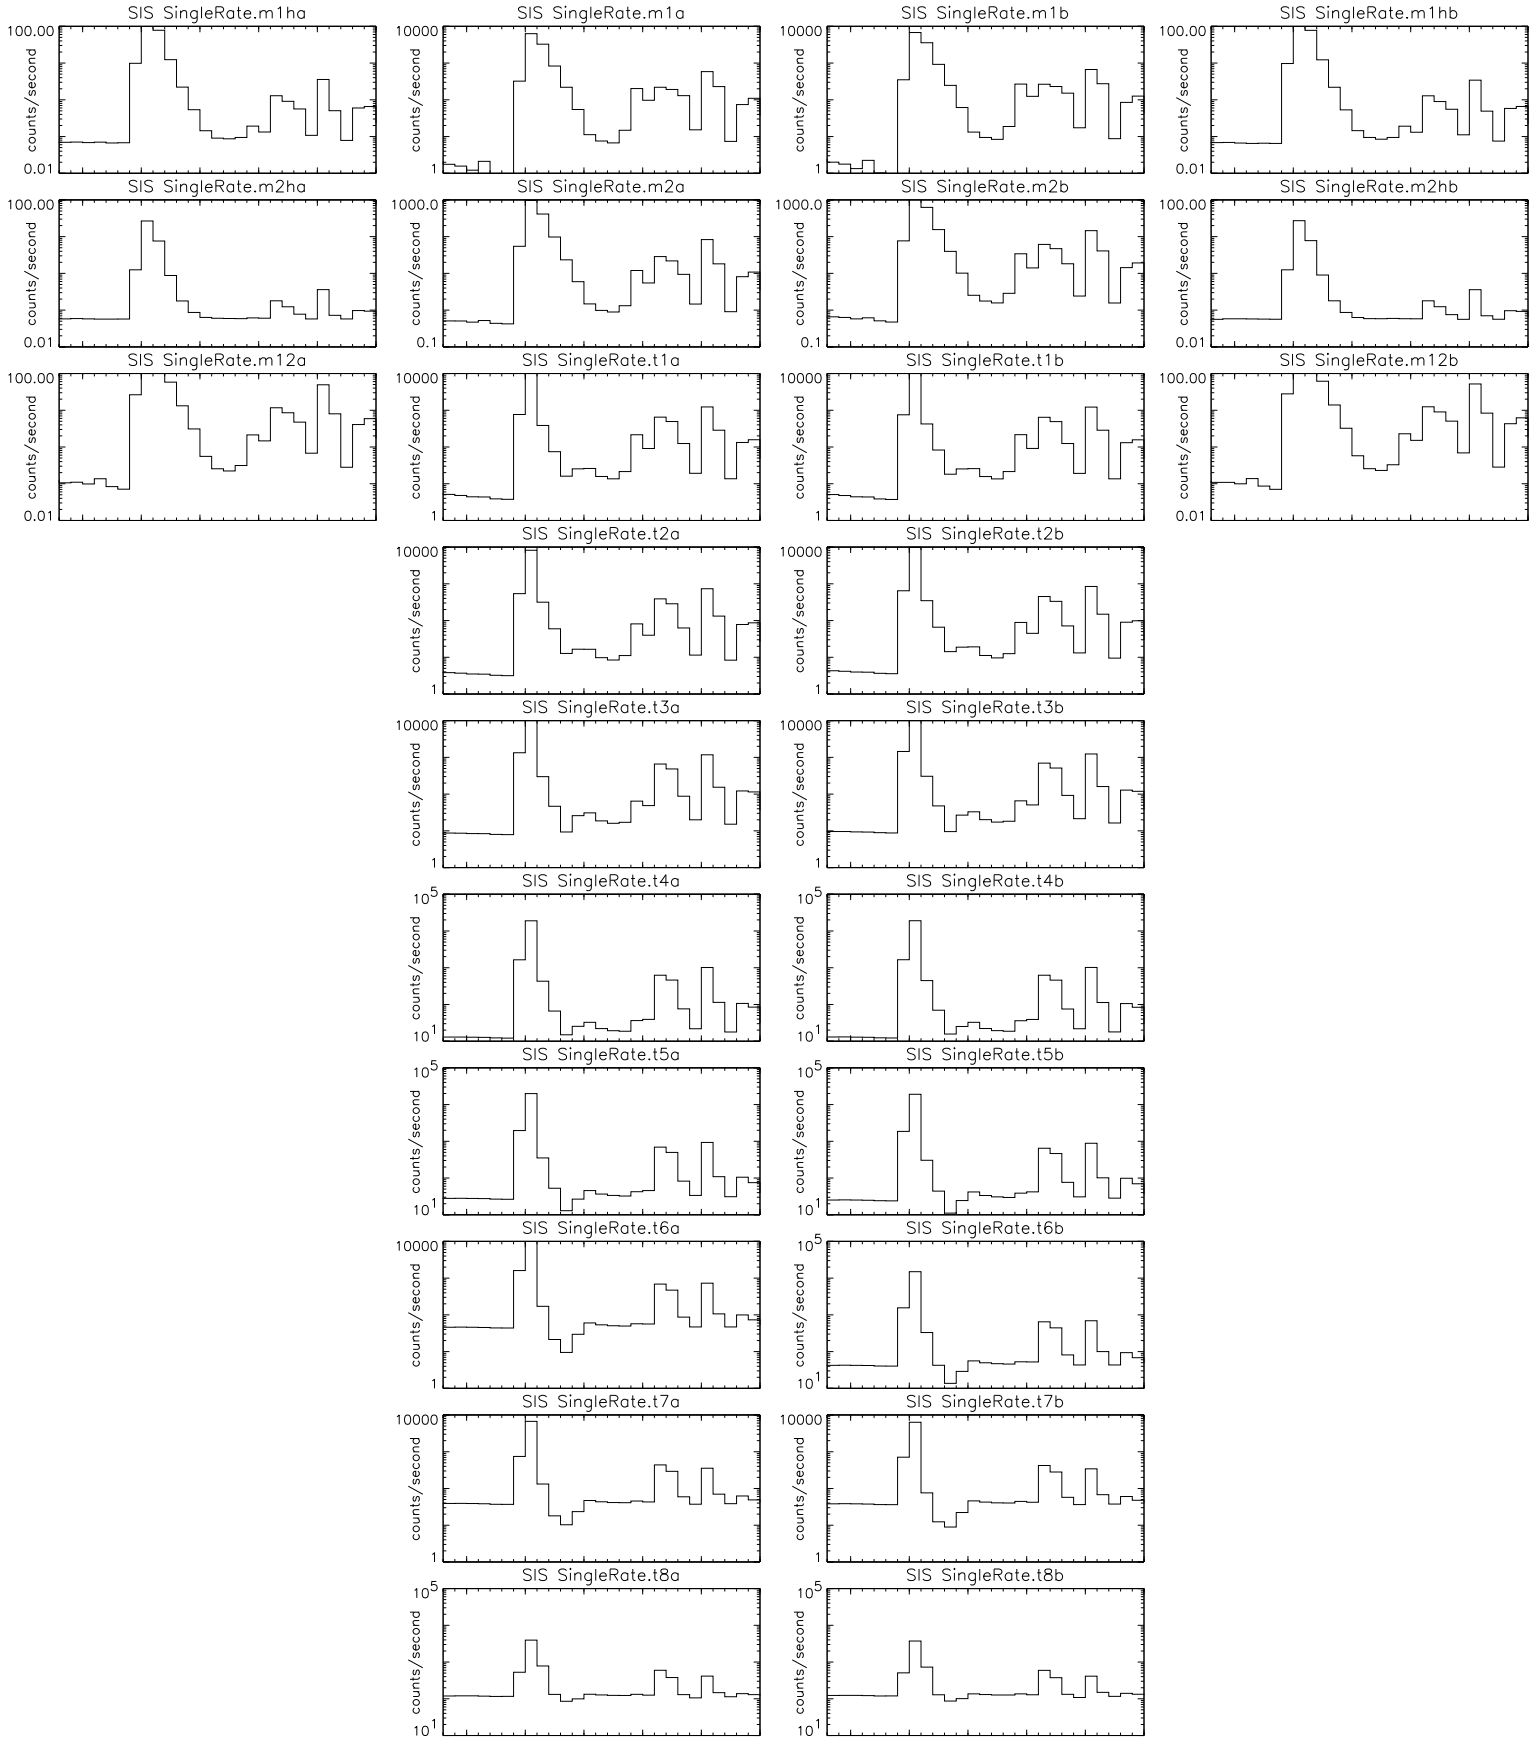 SIS SingleRate.m1ha
100.00
counts/second
0.01
SIS SingleRate.m1a
10000
counts/second
1
SIS SingleRate.m1b
10000
counts/second
1
SIS SingleRate.m1hb
100.00
counts/second
0.01
SIS SingleRate.m2ha
100.00
counts/second
0.01
SIS SingleRate.m2a
1000.0
counts/second
0.1
SIS SingleRate.m2b
1000.0
counts/second
0.1
SIS SingleRate.m2hb
100.00
counts/second
0.01
SIS SingleRate.m12a
100.00
counts/second
0.01
SIS SingleRate.t1a
10000
counts/second
1
SIS SingleRate.t1b
10000
counts/second
1
SIS SingleRate.m12b
100.00
counts/second
0.01
SIS SingleRate.t2a
10000
counts/second
1
SIS SingleRate.t2b
10000
counts/second
1
SIS SingleRate.t3a
10000
counts/second
1
SIS SingleRate.t3b
10000
counts/second
1
SIS SingleRate.t4a
10^5
counts/second
10^1
SIS SingleRate.t4b
10^5
counts/second
10^1
SIS SingleRate.t5a
10^5
counts/second
10^1
SIS SingleRate.t5b
10^5
counts/second
10^1
SIS SingleRate.t6a
10000
counts/second
1
SIS SingleRate.t6b
10^5
counts/second
10^1
SIS SingleRate.t7a
10000
counts/second
1
SIS SingleRate.t7b
10000
counts/second
1
SIS SingleRate.t8a
10^5
counts/second
10^1
SIS SingleRate.t8b
10^5
counts/second
10^1